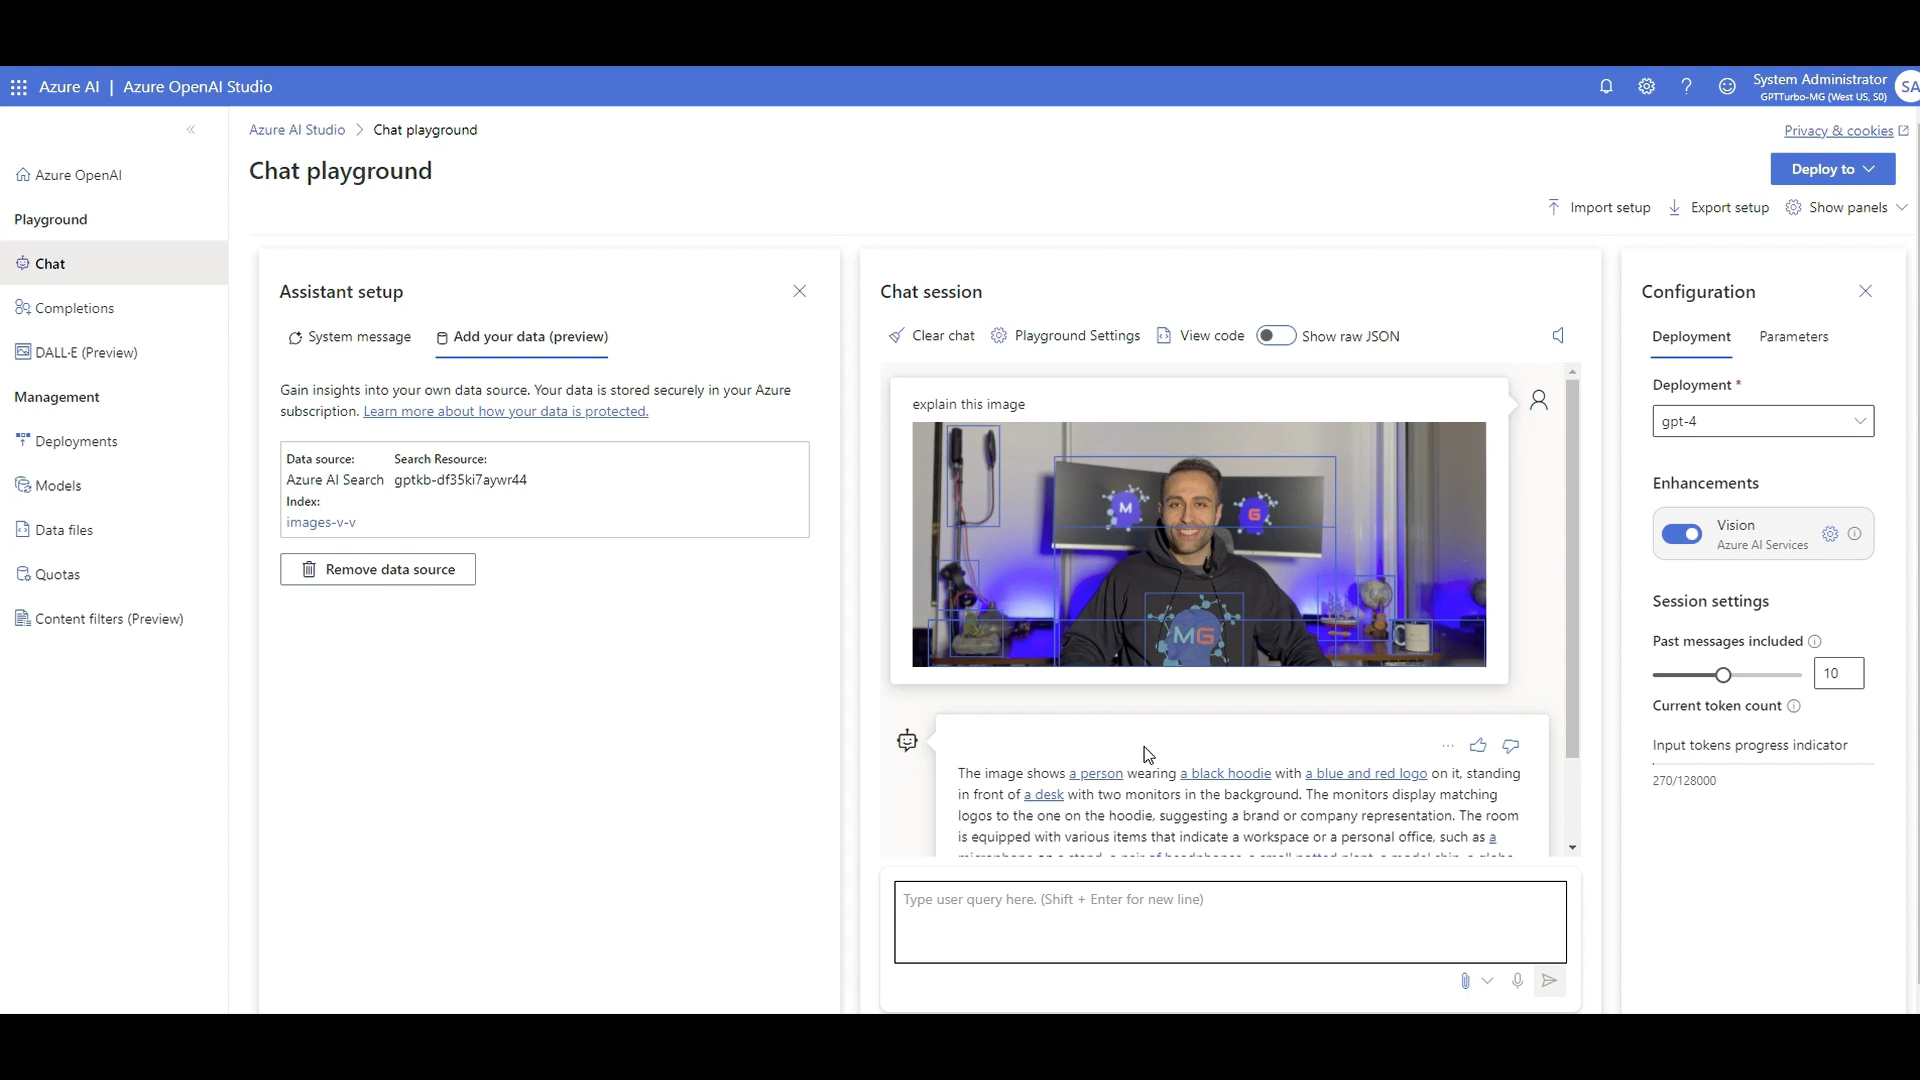 Azure AI | Azure OpenAI Studio
System Administrator
GPTTurbo-MG (West US, S0)
SA
Azure AI Studio > Chat playground
Privacy & cookies
Chat playground
Deploy to
Import setup
Export setup
Show panels
Azure OpenAI
Playground
Chat
Completions
DALL·E (Preview)
Management
Deployments
Models
Data files
Quotas
Content filters (Preview)
Assistant setup
System message
Add your data (preview)
Gain insights into your own data source. Your data is stored securely in your Azure
subscription. Learn more about how your data is protected.
Data source:
Azure AI Search
Search Resource:
gptkb-df35ki7aywr44
Index:
images-v-v
Remove data source
Chat session
Clear chat
Playground Settings
View code
Show raw JSON
explain this image
M
G
MG
The image shows a person wearing a black hoodie with a blue and red logo on it, standing
in front of a desk with two monitors in the background. The monitors display matching
logos to the one on the hoodie, suggesting a brand or company representation. The room
is equipped with various items that indicate a workspace or a personal office, such as a
Type user query here. (Shift + Enter for new line)
Configuration
Deployment
Parameters
Deployment *
gpt-4
Enhancements
Vision
Azure AI Services
Session settings
Past messages included
10
Current token count
Input tokens progress indicator
270/128000